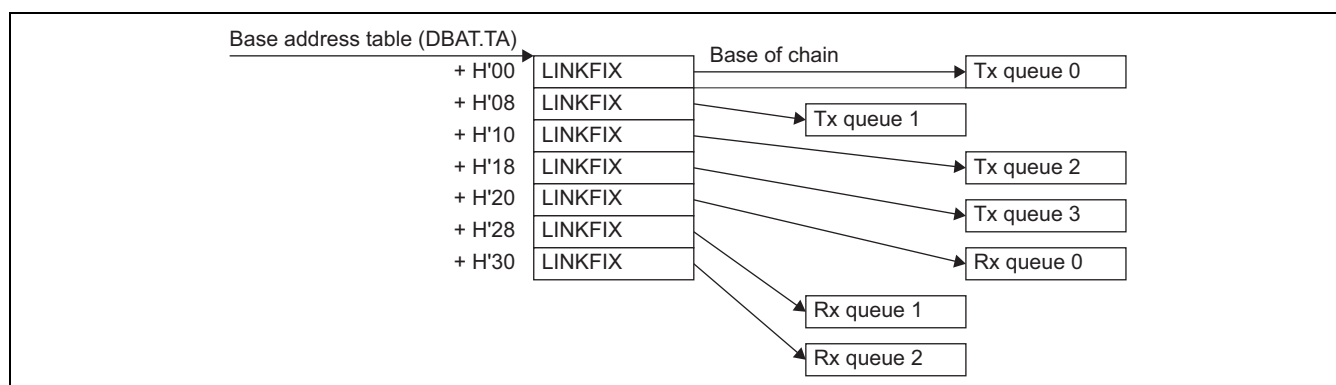 Base address table (DBAT.TA)
Base of chain
+ H'00 LINKFIX Tx queue 0
+ H'08 LINKFIX Tx queue 1
+ H'10 LINKFIX Tx queue 2
+ H'18 LINKFIX Tx queue 3
+ H'20 LINKFIX Rx queue 0
+ H'28 LINKFIX Rx queue 1
+ H'30 LINKFIX Rx queue 2